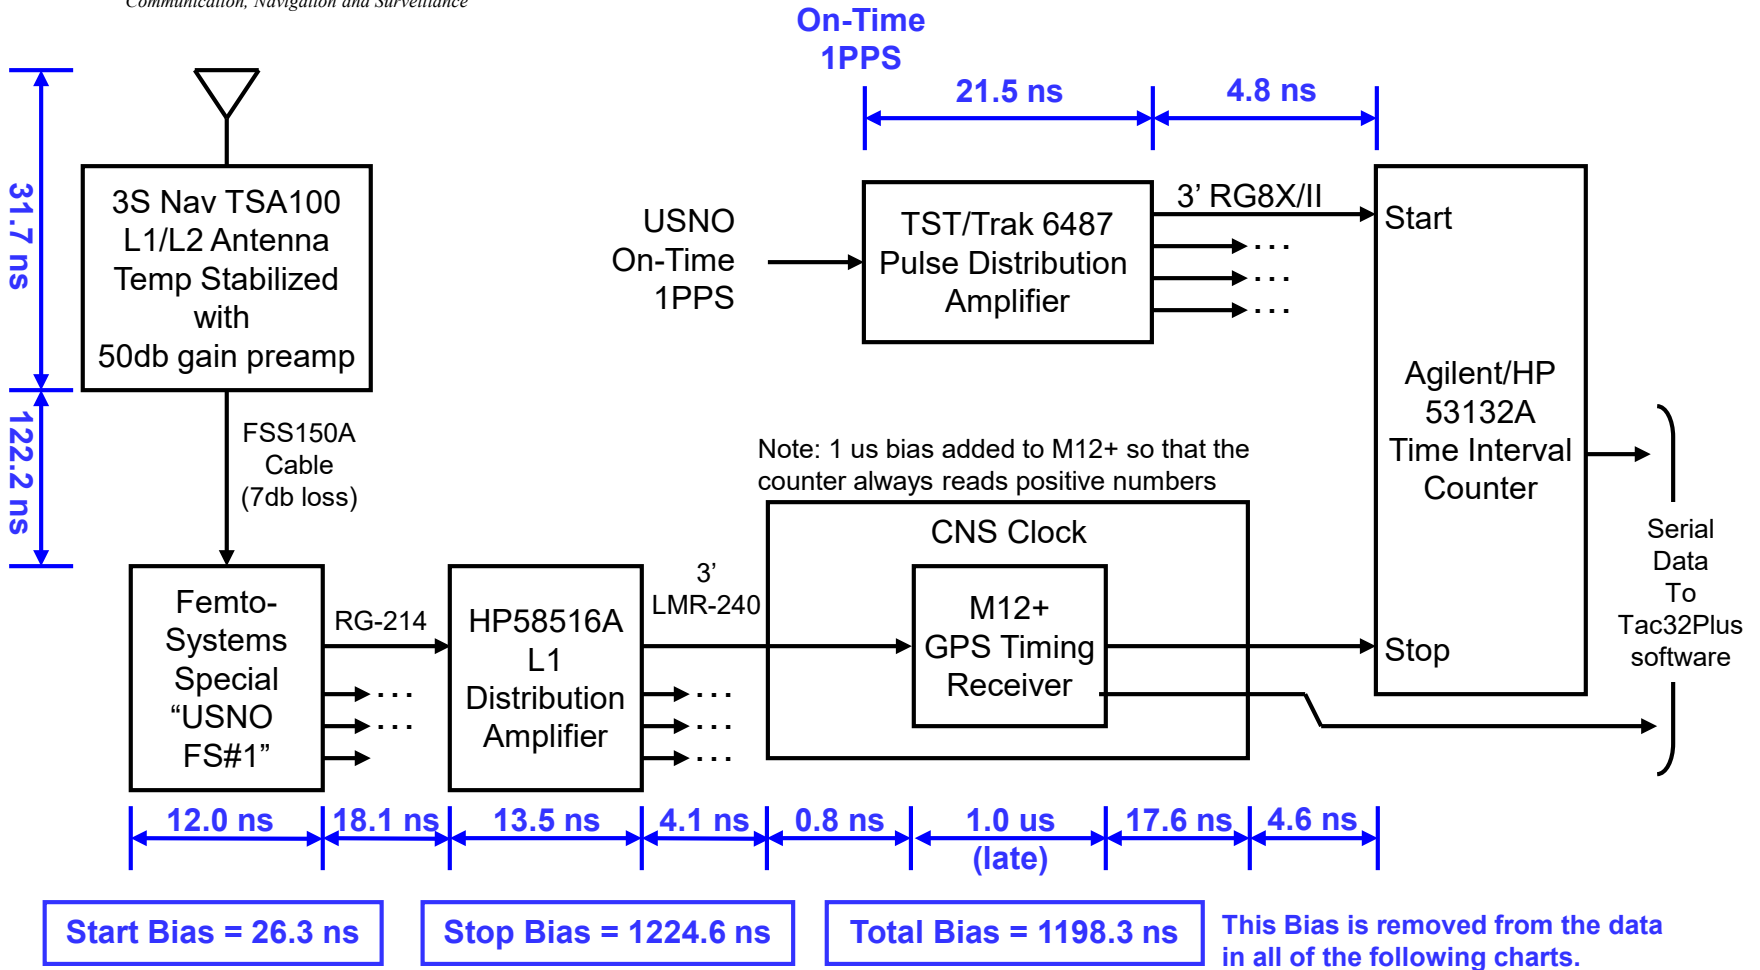 Communication, Navigation and Surveillance
On-Time
1PPS
21.5 ns
4.8 ns
31.7 ns
122.2 ns
3S Nav TSA100
L1/L2 Antenna
Temp Stabilized
with
50db gain preamp
USNO
On-Time
1PPS
TST/Trak 6487
Pulse Distribution
Amplifier
3’ RG8X/II
...
...
...
Start
Agilent/HP
53132A
Time Interval
Counter
Stop
FSS150A
Cable
(7db loss)
Note: 1 us bias added to M12+ so that the
counter always reads positive numbers
CNS Clock
Femto-
Systems
Special
“USNO
FS#1”
RG-214
...
...
HP58516A
L1
Distribution
Amplifier
3’
LMR-240
...
...
...
M12+
GPS Timing
Receiver
Serial
Data
To
Tac32Plus
software
12.0 ns
18.1 ns
13.5 ns
4.1 ns
0.8 ns
1.0 us
(late)
17.6 ns
4.6 ns
Start Bias = 26.3 ns
Stop Bias = 1224.6 ns
Total Bias = 1198.3 ns
This Bias is removed from the data
in all of the following charts.